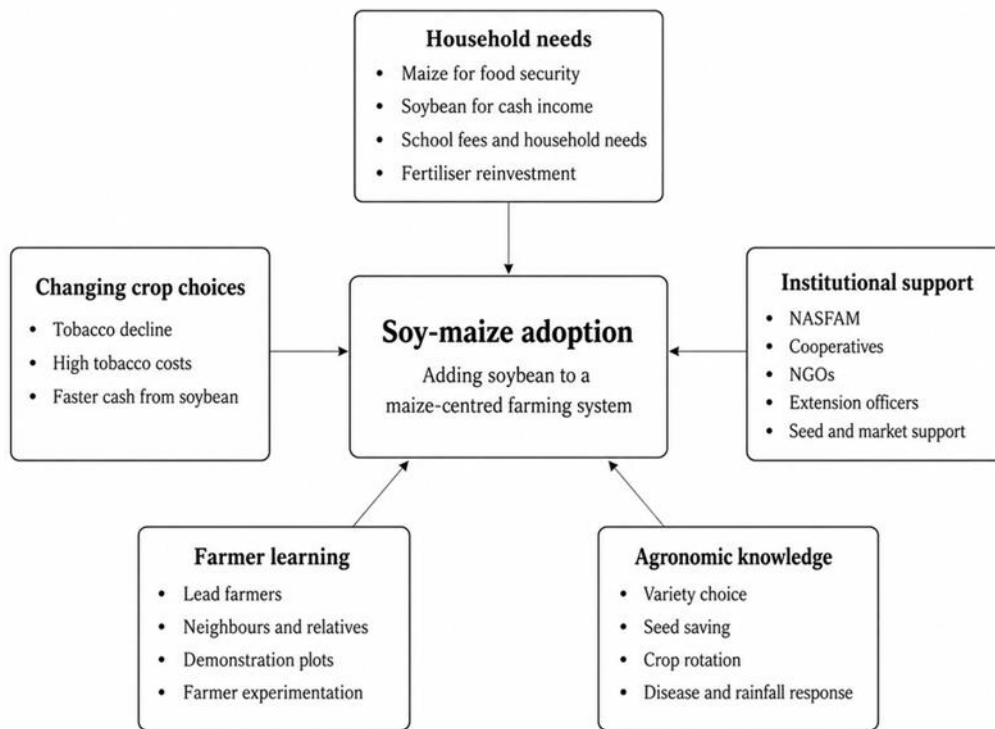 Household needs
• Maize for food security
• Soybean for cash income
• School fees and household needs
• Fertiliser reinvestment
Changing crop choices
• Tobacco decline
• High tobacco costs
• Faster cash from soybean
Soy-maize adoption
Adding soybean to a
maize-centred farming system
Institutional support
• NASFAM
• Cooperatives
• NGOs
• Extension officers
• Seed and market support
Farmer learning
• Lead farmers
• Neighbours and relatives
• Demonstration plots
• Farmer experimentation
Agronomic knowledge
• Variety choice
• Seed saving
• Crop rotation
• Disease and rainfall response